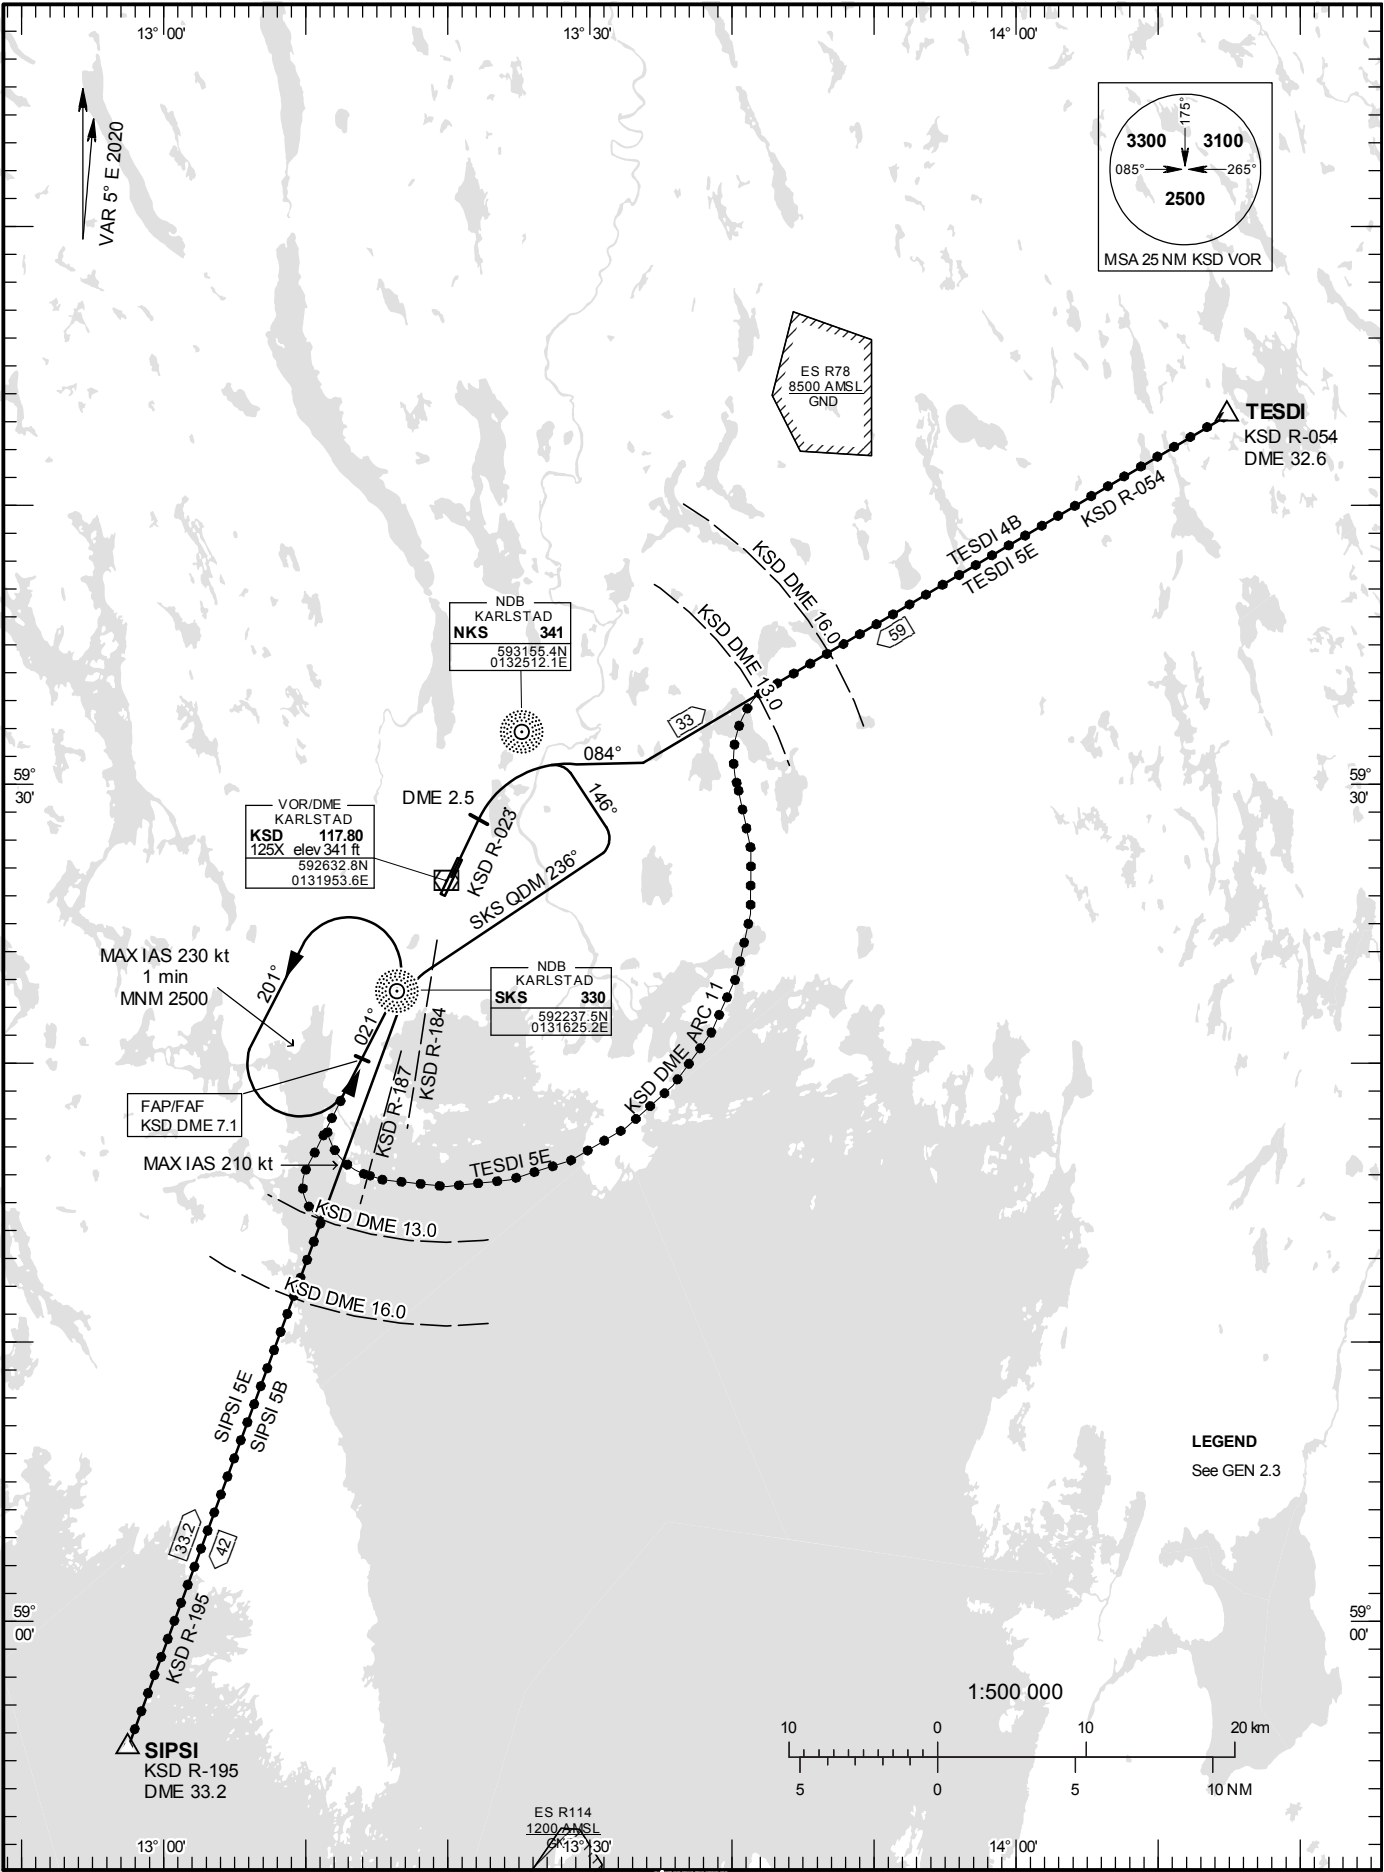 13° 00'
13° 30'
14° 00'
VAR 5° E 2020
175°
3300
3100
085°
265°
2500
MSA 25 NM KSD VOR
ES R78
8500 AMSL
GND
TESDI
KSD R-054
DME 32.6
KSD R-054
TESDI 4B
TESDI 5E
KSD DME 16.0
KSD DME 13.0
59
33
NDB
KARLSTAD
NKS 341
593155.4N
0132512.1E
084°
146°
DME 2.5
KSD R-023
59°
30'
59°
30'
VOR/DME
KARLSTAD
KSD 117.80
125X elev 341 ft
592632.8N
0131953.6E
SKS QDM 236°
MAX IAS 230 kt
1 min
MNM 2500
201°
021°
NDB
KARLSTAD
SKS 330
592237.5N
0131625.2E
KSD R-184
KSD R-187
KSD DME ARC 11
FAP/FAF
KSD DME 7.1
MAX IAS 210 kt
TESDI 5E
KSD DME 13.0
KSD DME 16.0
SIPSI 5E
SIPSI 5B
LEGEND
See GEN 2.3
33.2
42
KSD R-195
59°
00'
59°
00'
1:500 000
10
0
10
20 km
5
0
5
10 NM
SIPSI
KSD R-195
DME 33.2
ES R114
1200 AMSL
13° 00'
13° 30'
14° 00'